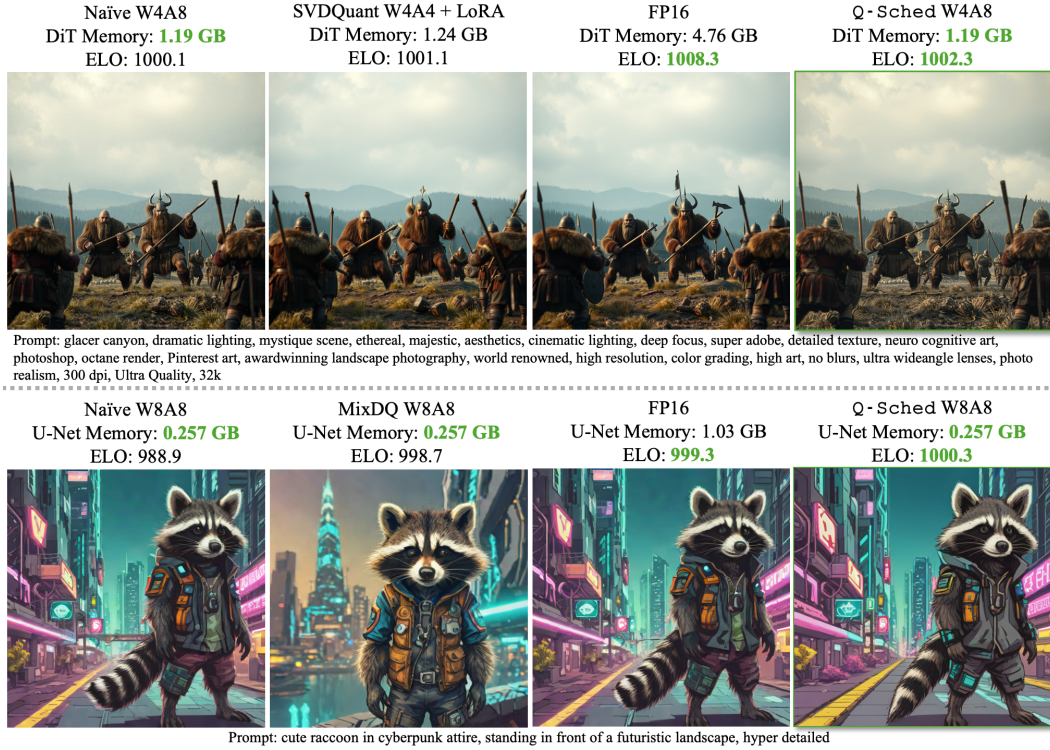 Naïve W4A8
DiT Memory: 1.19 GB
ELO: 1000.1
SVDQuant W4A4 + LoRA
DiT Memory: 1.24 GB
ELO: 1001.1
FP16
DiT Memory: 4.76 GB
ELO: 1008.3
Q-Sched W4A8
DiT Memory: 1.19 GB
ELO: 1002.3
Prompt: glacer canyon, dramatic lighting, mystique scene, ethereal, majestic, aesthetics, cinematic lighting, deep focus, super adobe, detailed texture, neuro cognitive art,
photoshop, octane render, Pinterest art, awardwinning landscape photography, world renowned, high resolution, color grading, high art, no blurs, ultra wideangle lenses, photo
realism, 300 dpi, Ultra Quality, 32k
Naïve W8A8
U-Net Memory: 0.257 GB
ELO: 988.9
MixDQ W8A8
U-Net Memory: 0.257 GB
ELO: 998.7
FP16
U-Net Memory: 1.03 GB
ELO: 999.3
Q-Sched W8A8
U-Net Memory: 0.257 GB
ELO: 1000.3
Prompt: cute raccoon in cyberpunk attire, standing in front of a futuristic landscape, hyper detailed